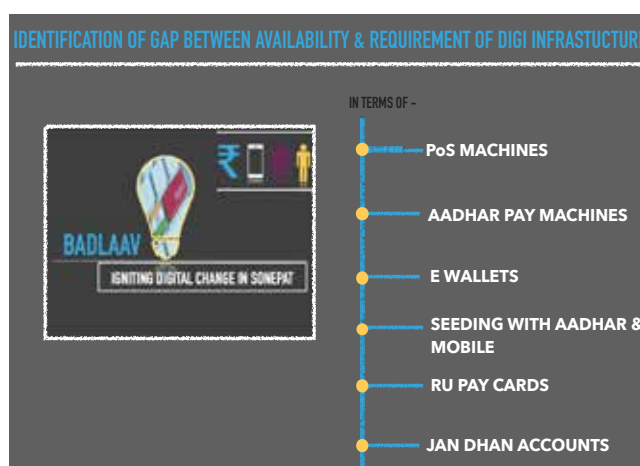 IDENTIFICATION OF GAP BETWEEN AVAILABILITY & REQUIREMENT OF DIGI INFRASTUCTURE
IN TERMS OF -
₹
BADLAAV
IGNITING DIGITAL CHANGE IN SONEPAT
PoS MACHINES
AADHAR PAY MACHINES
E WALLETS
SEEDING WITH AADHAR &
MOBILE
RU PAY CARDS
JAN DHAN ACCOUNTS